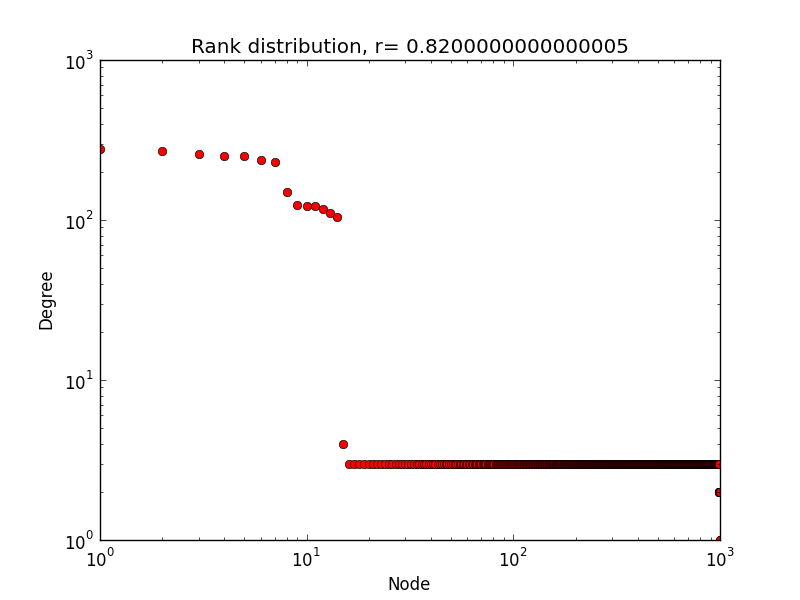 Rank distribution, r= 0.8200000000000005
10³
10²
10¹
10⁰
Degree
10⁰ 10¹ 10² 10³
Node